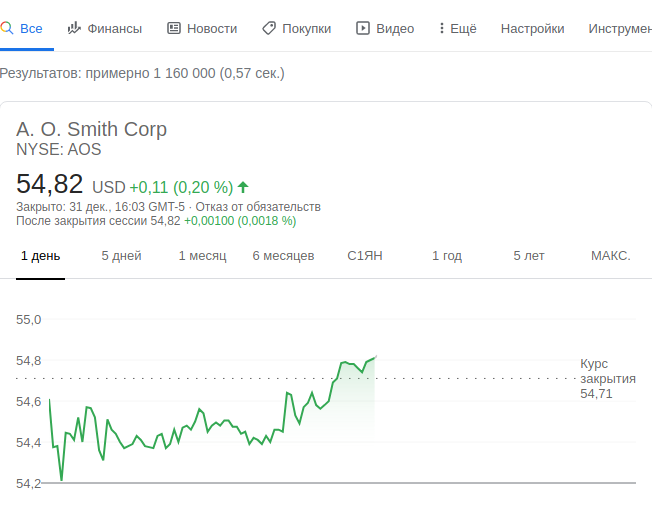 Все Финансы Новости Покупки Видео Ещё Настройки Инструмен
Результатов: примерно 1 160 000 (0,57 сек.)
A. O. Smith Corp
NYSE: AOS
54,82 USD +0,11 (0,20 %)
Закрыто: 31 дек., 16:03 GMT-5 · Отказ от обязательств
После закрытия сессии 54,82 +0,00100 (0,0018 %)
1 день 5 дней 1 месяц 6 месяцев С1ЯН 1 год 5 лет МАКС.
55,0
54,8
54,6
54,4
54,2
Курс
закрытия
54,71